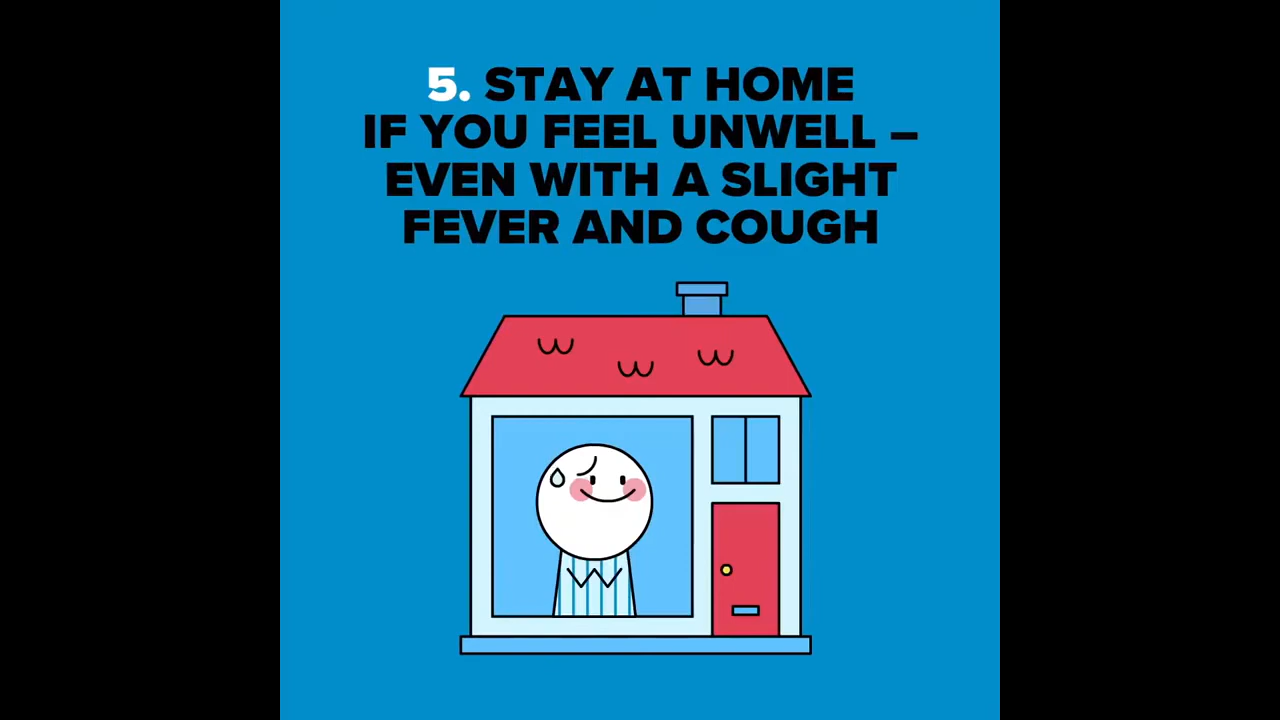 5. STAY AT HOME
IF YOU FEEL UNWELL –
EVEN WITH A SLIGHT
FEVER AND COUGH